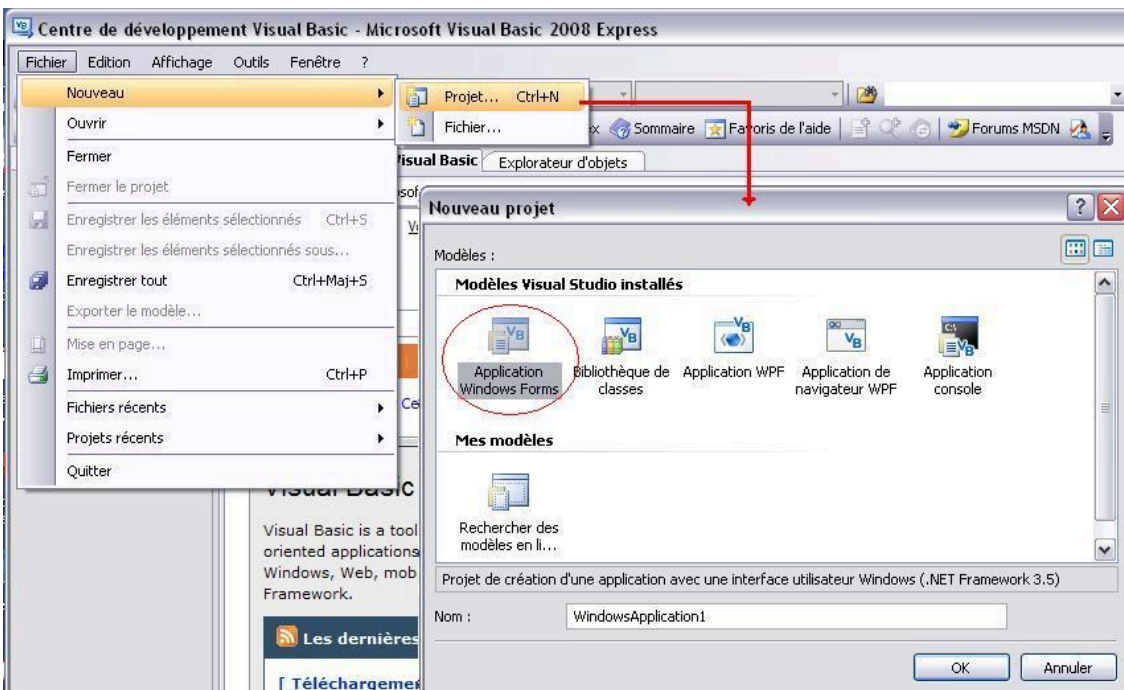 Centre de développement Visual Basic - Microsoft Visual Basic 2008 Express
Fichier Edition Affichage Outils Fenêtre ?
Nouveau
Projet... Ctrl+N
Ouvrir
Fichier...
Sommaire Favoris de l'aide Forums MSDN
Fermer
Visual Basic Explorateur d'objets
Fermer le projet
Enregistrer les éléments sélectionnés Ctrl+S
Enregistrer les éléments sélectionnés sous...
Enregistrer tout Ctrl+Maj+S
Exporter le modèle...
Mise en page...
Imprimer... Ctrl+P
Fichiers récents
Projets récents
Quitter
Nouveau projet
Modèles :
Modèles Visual Studio installés
Application Windows Forms
Bibliothèque de classes
Application WPF
Application de navigateur WPF
Application console
Mes modèles
Rechercher des modèles en li...
Projet de création d'une application avec une interface utilisateur Windows (.NET Framework 3.5)
Nom : WindowsApplication1
OK Annuler
Visual Basic
Visual Basic is a tool
oriented applications
Windows, Web, mob
Framework.
Les dernières
[ Téléchargemen